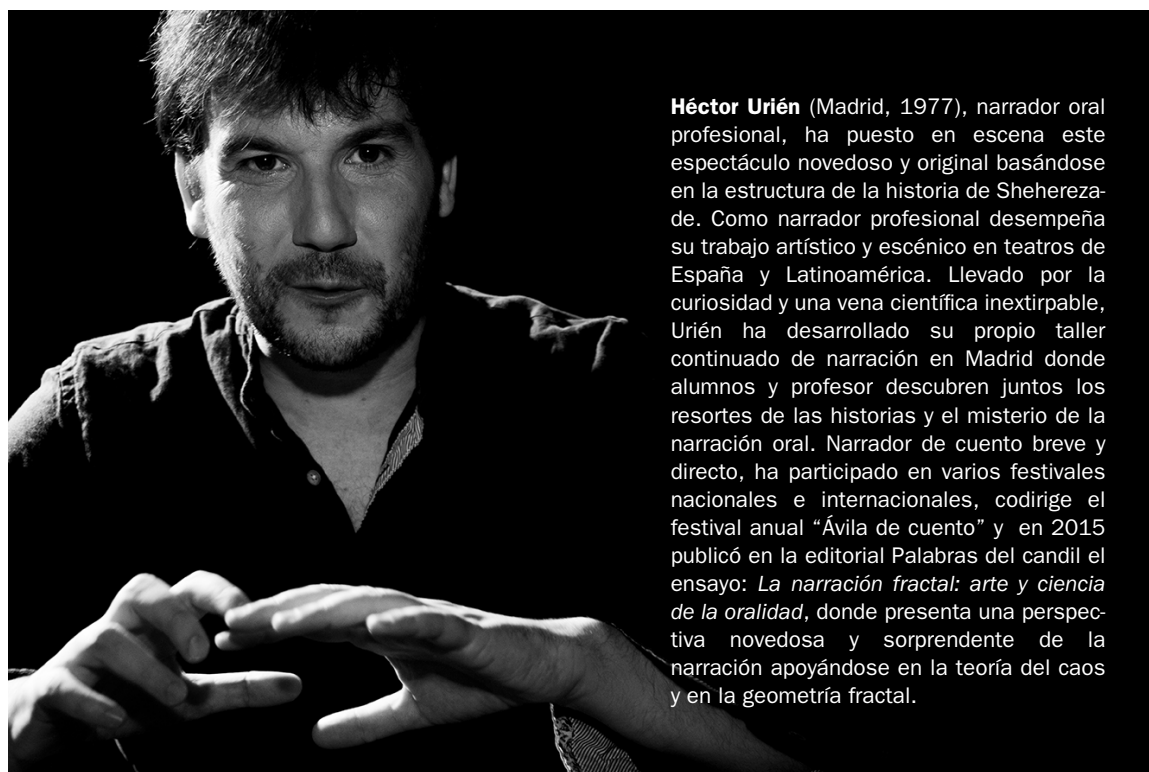 Héctor Urién (Madrid, 1977), narrador oral
profesional, ha puesto en escena este
espectáculo novedoso y original basándose
en la estructura de la historia de Shehereza-
de. Como narrador profesional desempeña
su trabajo artístico y escénico en teatros de
España y Latinoamérica. Llevado por la
curiosidad y una vena científica inextirpable,
Urién ha desarrollado su propio taller
continuado de narración en Madrid donde
alumnos y profesor descubren juntos los
resortes de las historias y el misterio de la
narración oral. Narrador de cuento breve y
directo, ha participado en varios festivales
nacionales e internacionales, codirige el
festival anual “Ávila de cuento” y  en 2015
publicó en la editorial Palabras del candil el
ensayo: La narración fractal: arte y ciencia
de la oralidad, donde presenta una perspec-
tiva novedosa y sorprendente de la
narración apoyándose en la teoría del caos
y en la geometría fractal.